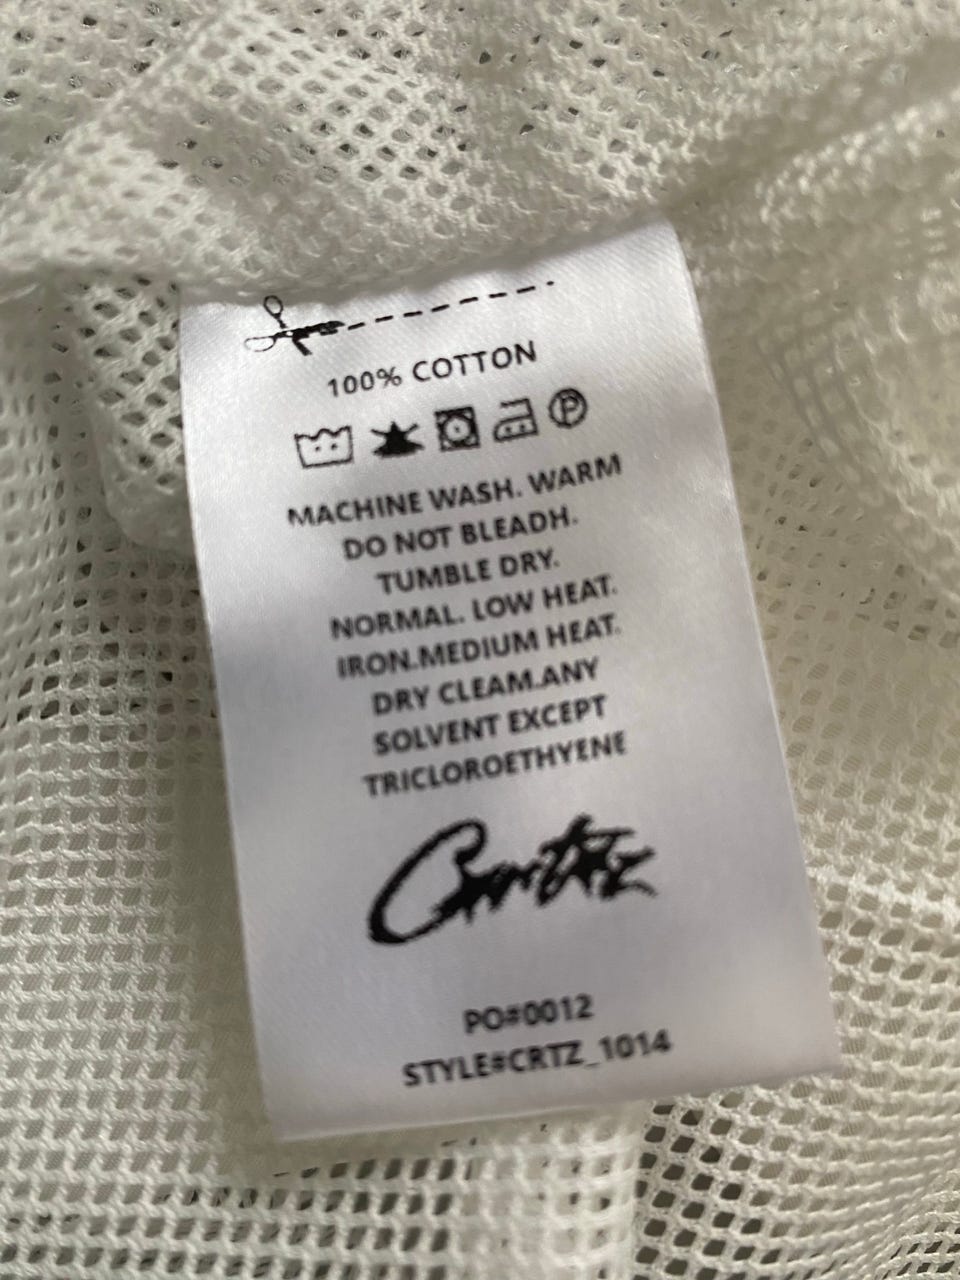 100% COTTON
P
MACHINE WASH. WARM
DO NOT BLEADH.
TUMBLE DRY.
NORMAL. LOW HEAT.
IRON.MEDIUM HEAT.
DRY CLEAM.ANY
SOLVENT EXCEPT
TRICLOROETHYENE
Corteiz
PO#0012
STYLE#CRTZ_1014